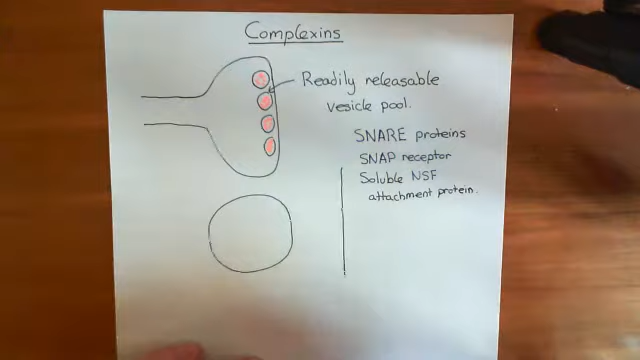 Complexins
Readily releasable
vesicle pool.
SNARE proteins
SNAP receptor
Soluble NSF
attachment protein.